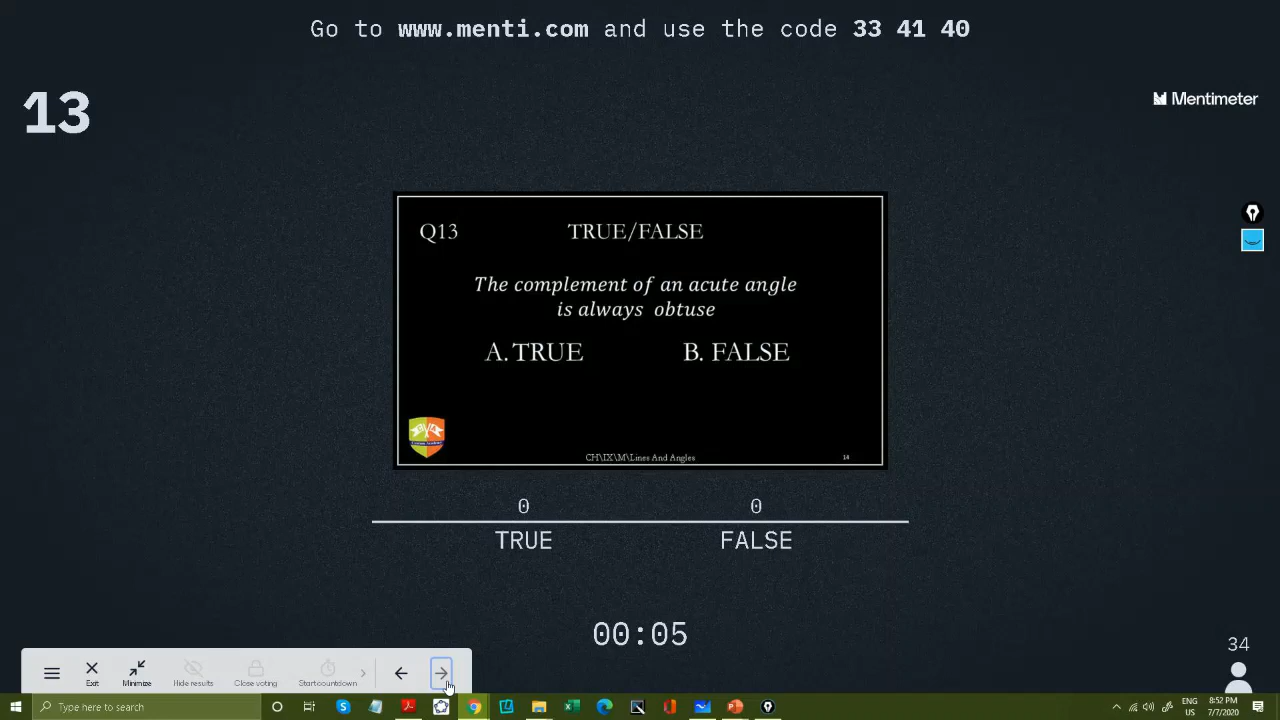 Go to www.menti.com and use the code 33 41 40
13
Mentimeter
Q13 TRUE/FALSE
The complement of an acute angle
is always obtuse
A. TRUE B. FALSE
CH\IX\M\Lines And Angles 14
0 0
TRUE FALSE
00:05
34
Exit Minimize Hide results Close voting Start countdown
Type here to search
ENG 8:52 PM
US 7/7/2020